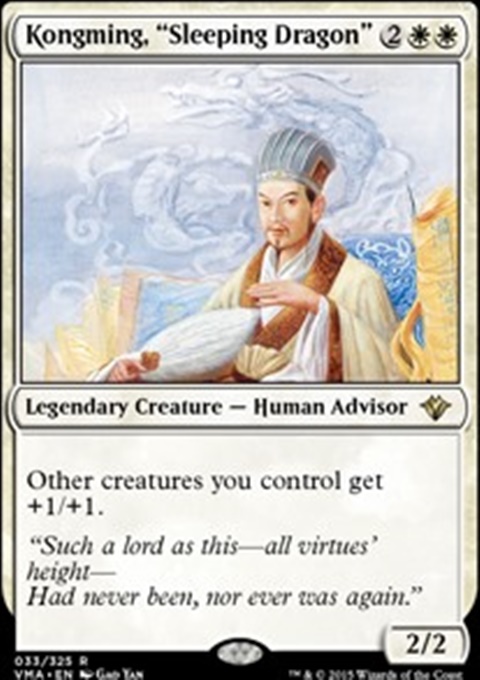 Kongming, “Sleeping Dragon” 2
Legendary Creature — Human Advisor
Other creatures you control get
+1/+1.
“Such a lord as this—all virtues’
height—
Had never been, nor ever was again.”
2/2
033/325 R
VMA • EN Gao Yan
™ & © 2015 Wizards of the Coast